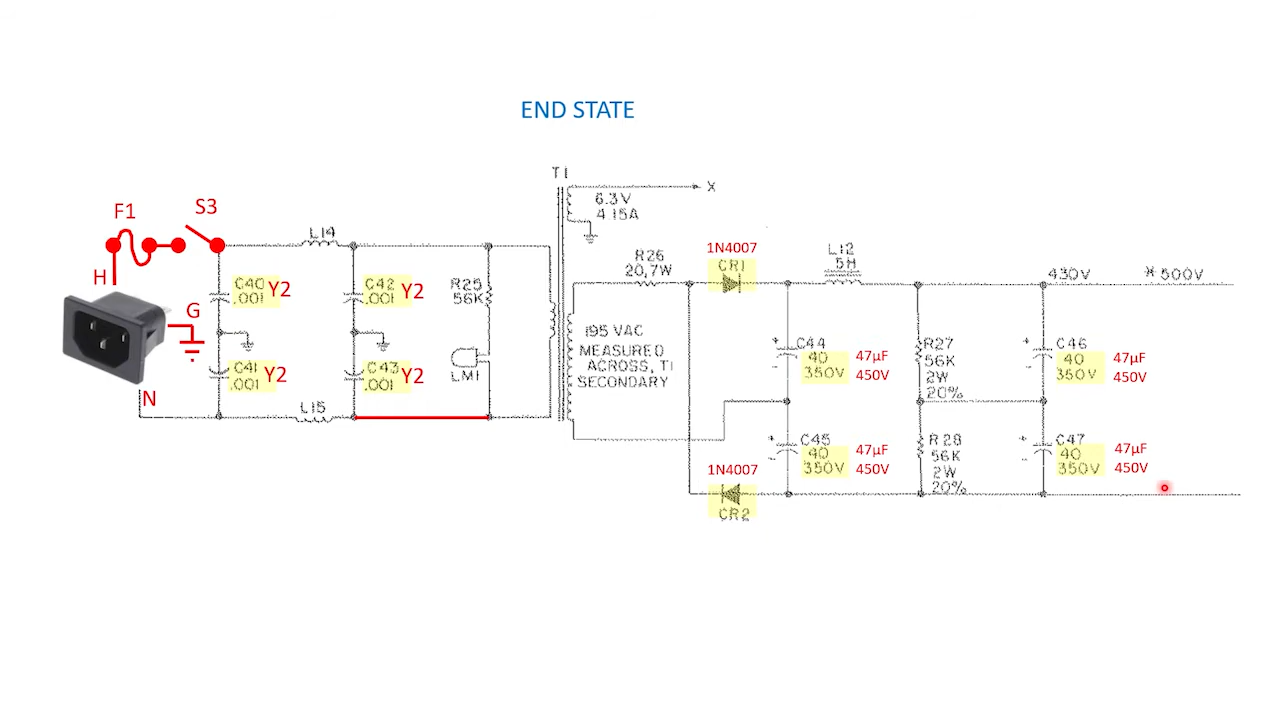 END STATE
T1
X
6.3V
4.15A
F1
S3
L14
H
C40
.001
Y2
C42
.001
Y2
R25
56K
R26
20,7W
1N4007
CR1
L12
5H
430V
* 500V
G
195 VAC
MEASURED
ACROSS, T1
SECONDARY
C41
.001
Y2
C43
.001
Y2
LM1
+
C44
40
350V
-
47µF
450V
R27
56K
2W
20%
+
C46
40
350V
-
47µF
450V
N
L15
+
C45
40
350V
-
47µF
450V
R28
56K
2W
20%
+
C47
40
350V
-
47µF
450V
1N4007
CR2